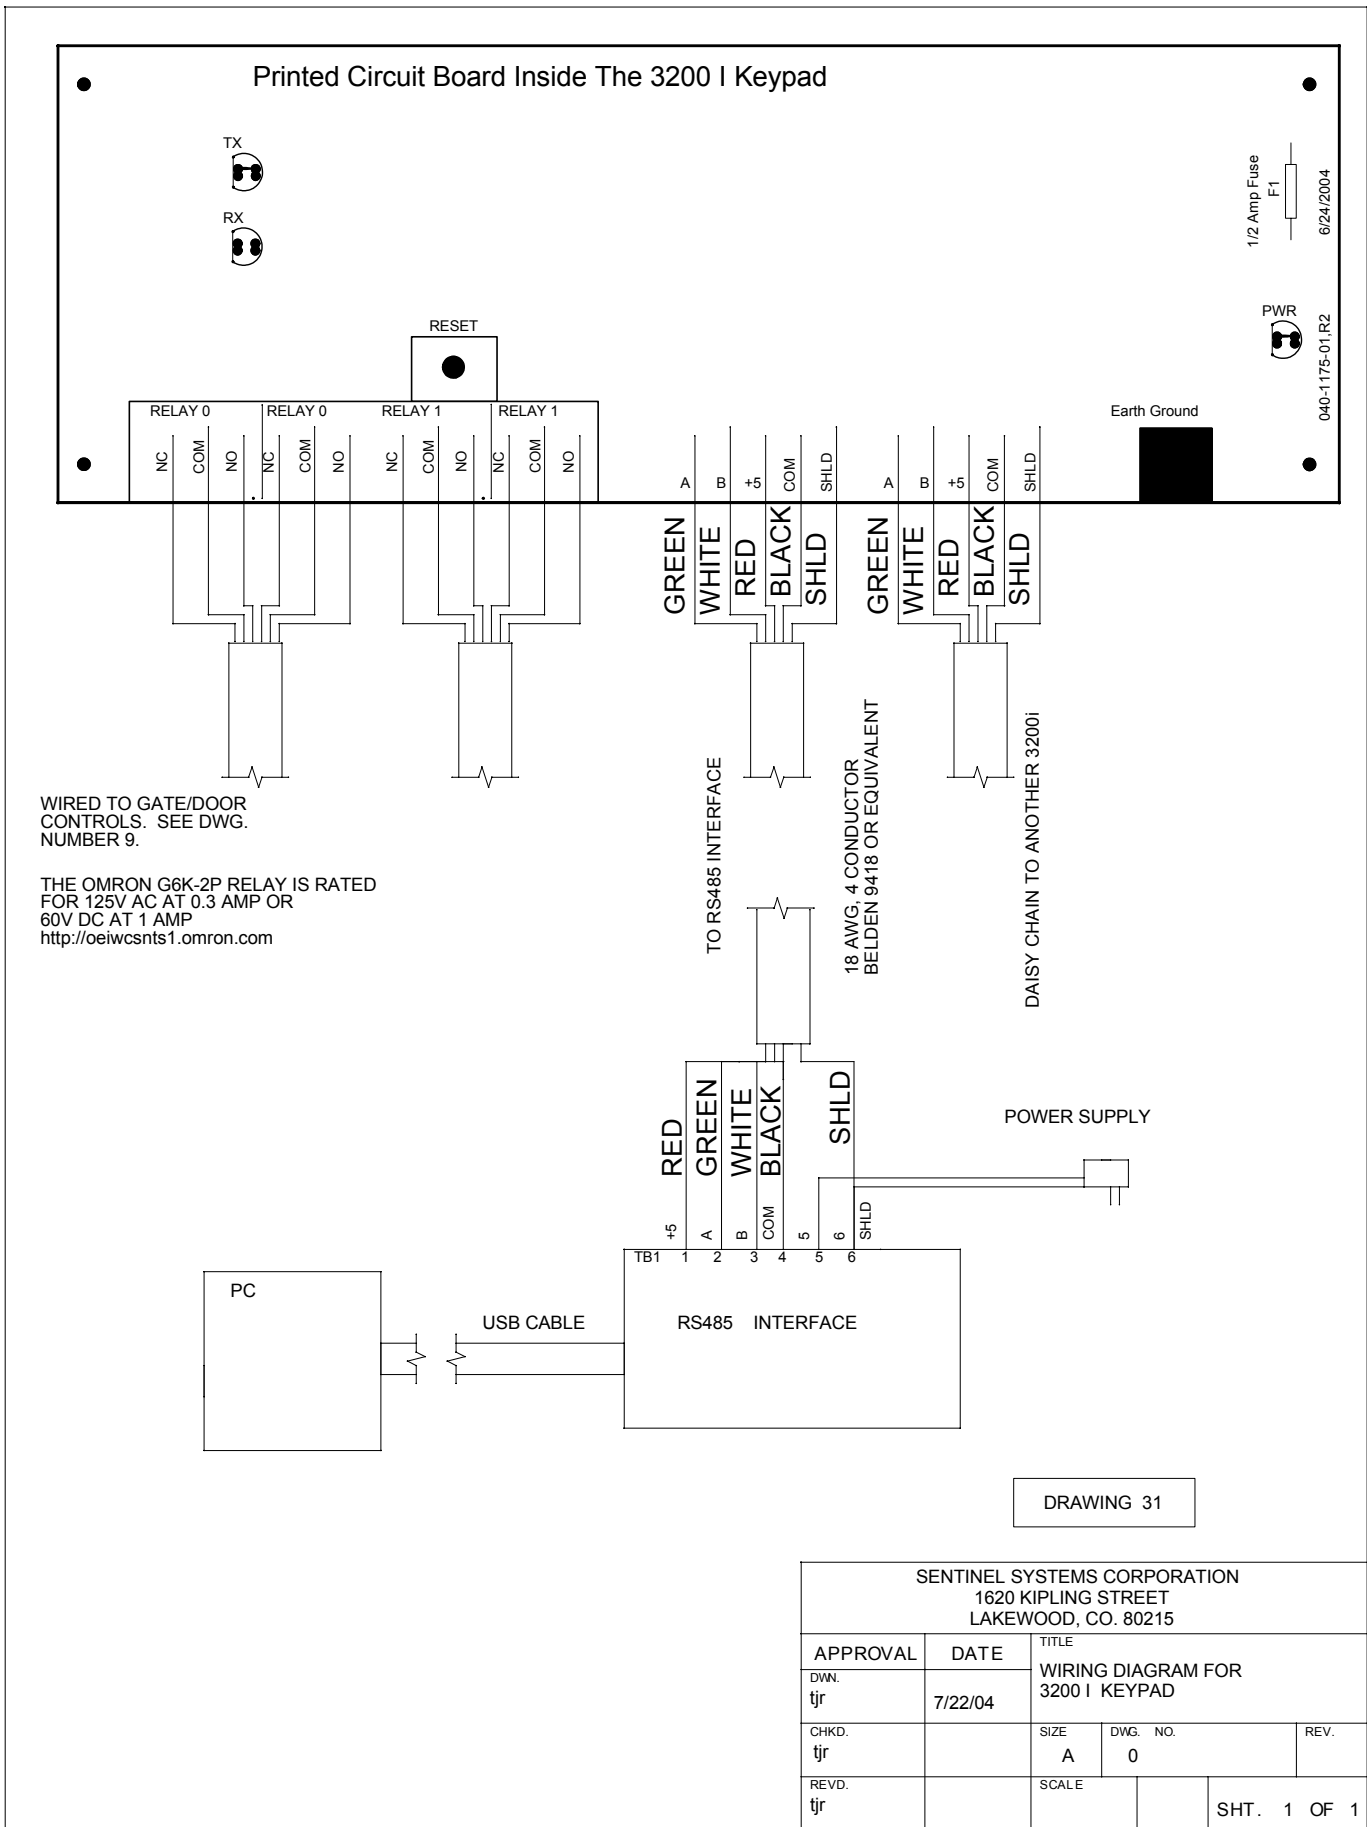 Printed Circuit Board Inside The 3200 I Keypad
TX
RX
1/2 Amp Fuse
F1
6/24/2004
PWR
040-1175-01,R2
RESET
RELAY 0 RELAY 0 RELAY 1 RELAY 1
Earth Ground
NC COM NO NC COM NO NC COM NO NC COM NO
A B +5 COM SHLD A B +5 COM SHLD
GREEN WHITE RED BLACK SHLD GREEN WHITE RED BLACK SHLD
WIRED TO GATE/DOOR
CONTROLS. SEE DWG.
NUMBER 9.
THE OMRON G6K-2P RELAY IS RATED
FOR 125V AC AT 0.3 AMP OR
60V DC AT 1 AMP
http://oeiwcsnts1.omron.com
TO RS485 INTERFACE
18 AWG, 4 CONDUCTOR
BELDEN 9418 OR EQUIVALENT
DAISY CHAIN TO ANOTHER 3200i
RED GREEN WHITE BLACK SHLD
POWER SUPPLY
+5 A B COM 5 6 SHLD
TB1 1 2 3 4 5 6
PC
USB CABLE
RS485 INTERFACE
DRAWING 31
SENTINEL SYSTEMS CORPORATION
1620 KIPLING STREET
LAKEWOOD, CO. 80215
APPROVAL DATE TITLE
WIRING DIAGRAM FOR
3200 I KEYPAD
DWN.
tjr 7/22/04
CHKD. SIZE DWG. NO. REV.
tjr A 0
REVD. SCALE
tjr SHT. 1 OF 1